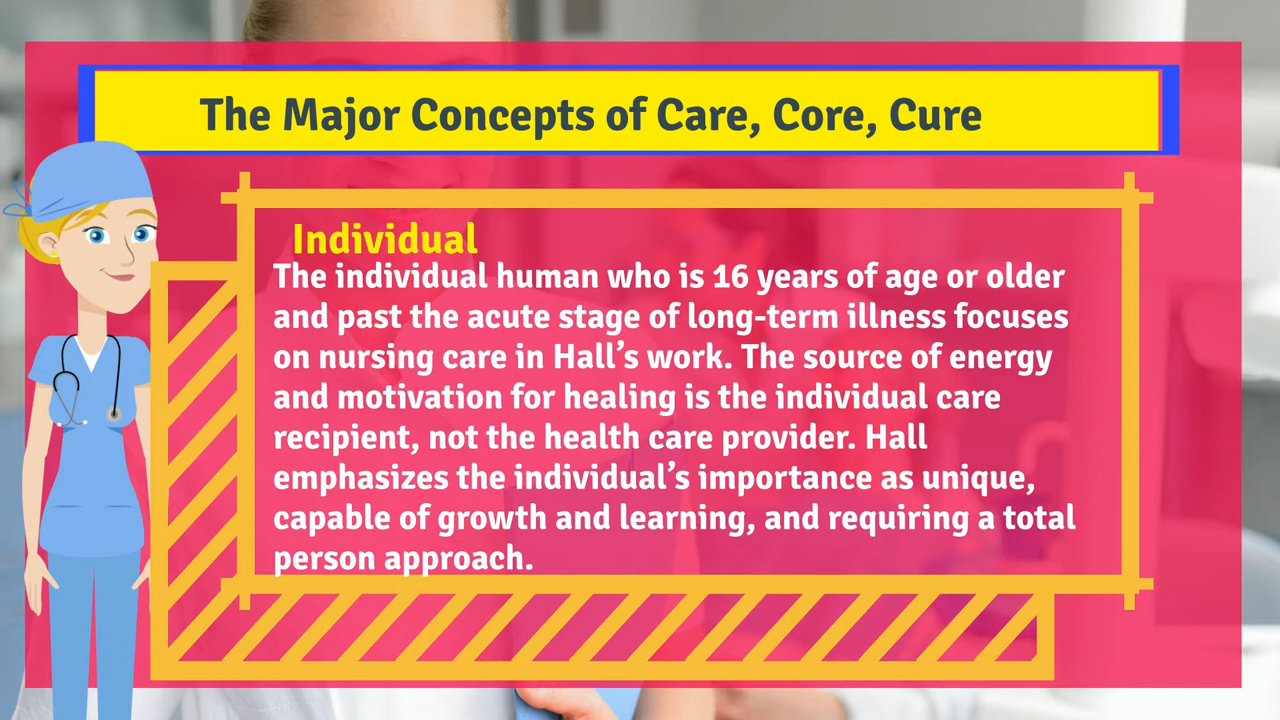 The Major Concepts of Care, Core, Cure
Individual
The individual human who is 16 years of age or older
and past the acute stage of long-term illness focuses
on nursing care in Hall's work. The source of energy
and motivation for healing is the individual care
recipient, not the health care provider. Hall
emphasizes the individual's importance as unique,
capable of growth and learning, and requiring a total
person approach.